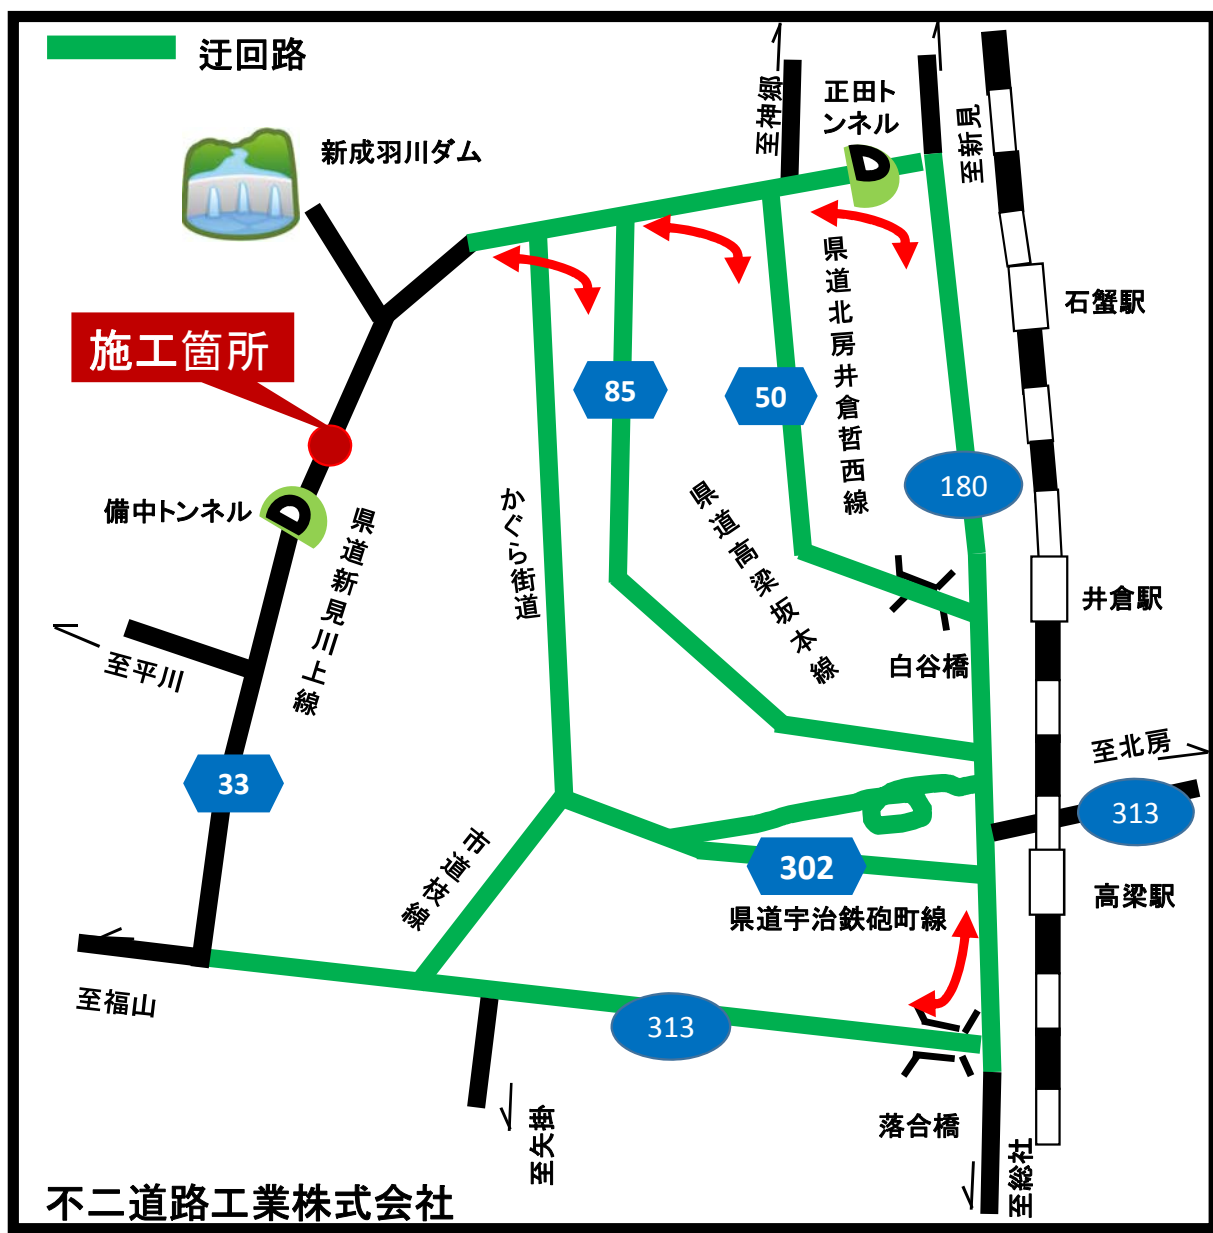 迂回路
至神郷
正田ト
ンネル
至新見
新成羽川ダム
県道北房井倉哲西線
石蟹駅
施工箇所
85
50
180
備中トンネル
県道新見川上線
かぐら街道
県道高梁坂本線
井倉駅
白谷橋
至平川
至北房
33
313
市道枝線
302
高梁駅
県道宇治鉄砲町線
至福山
313
至矢掛
落合橋
至総社
不二道路工業株式会社